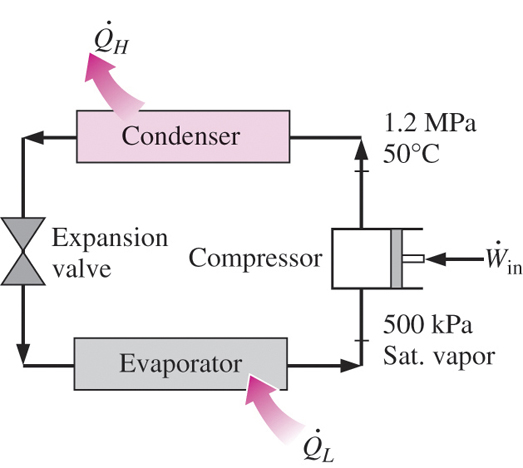 Q̇H
Condenser
1.2 MPa
50°C
Expansion
valve
Compressor
Ẇin
500 kPa
Sat. vapor
Evaporator
Q̇L